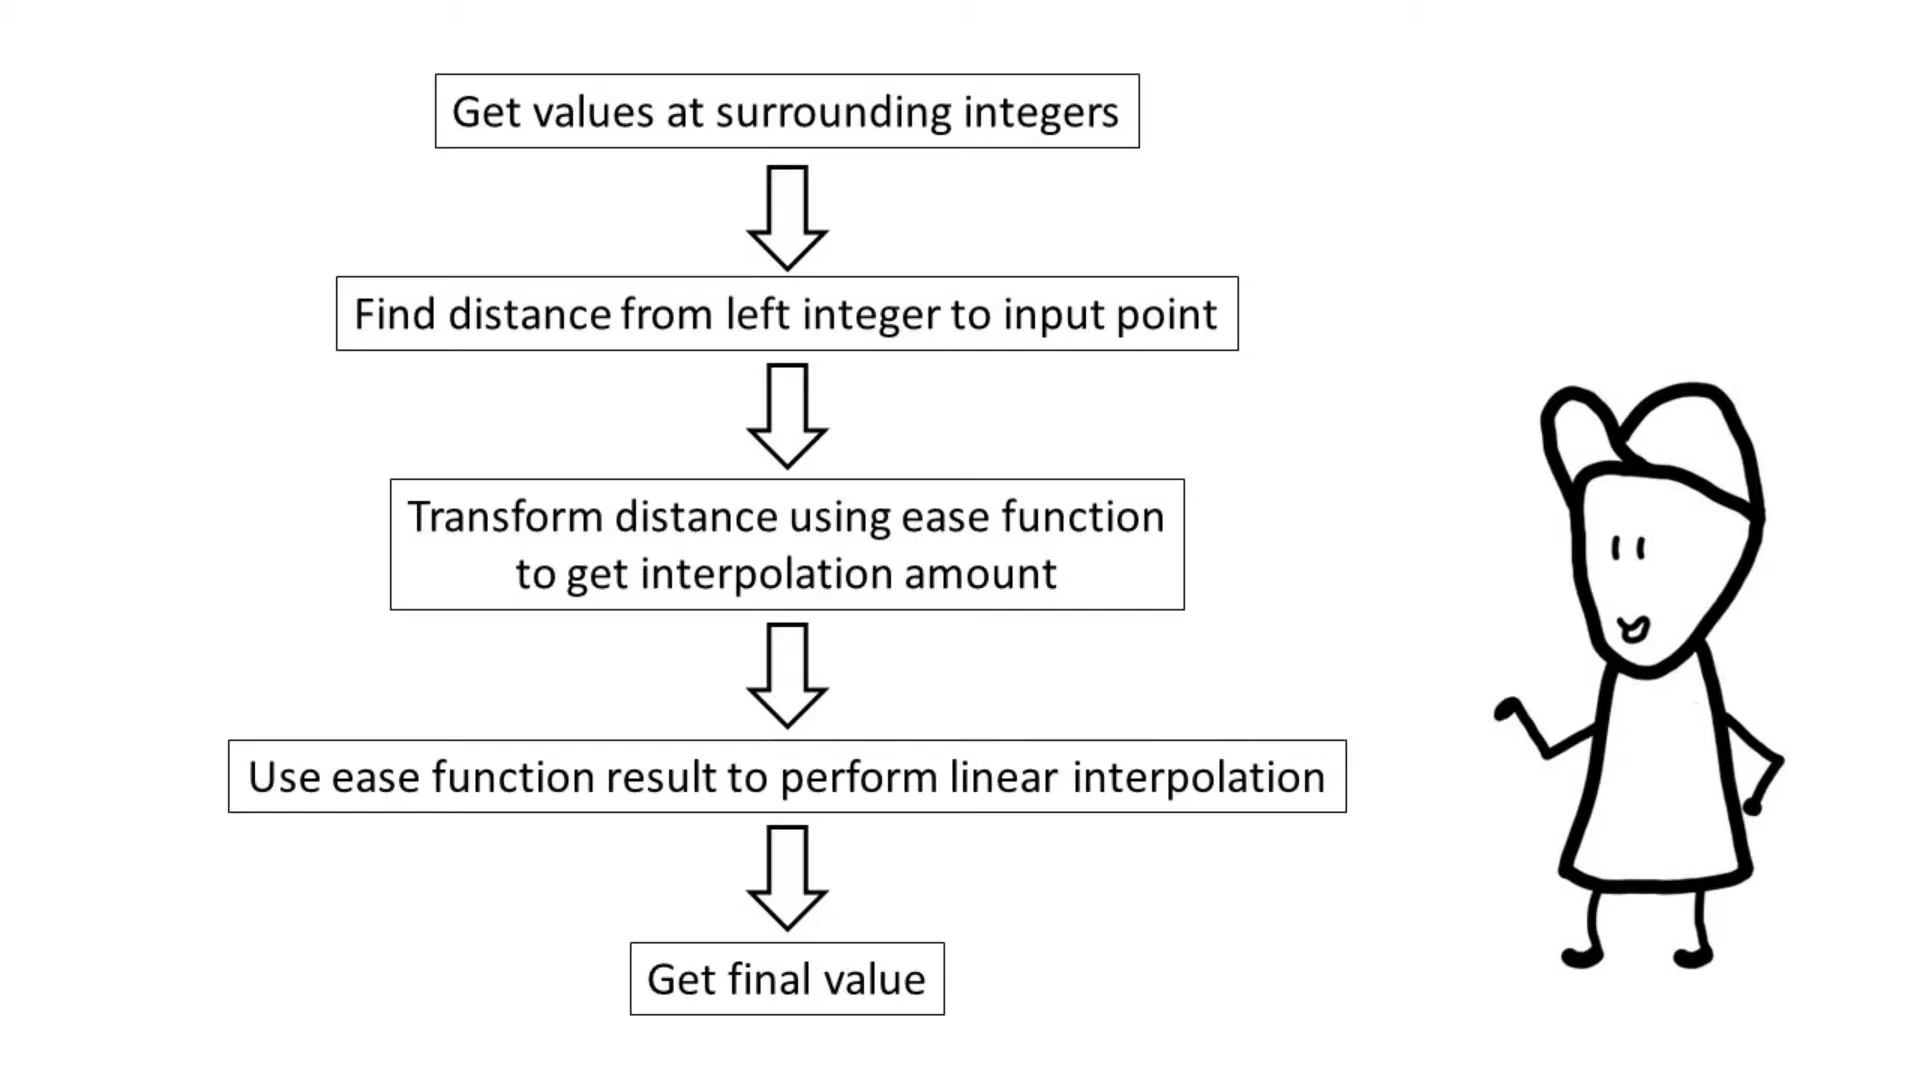 Get values at surrounding integers
Find distance from left integer to input point
Transform distance using ease function
to get interpolation amount
Use ease function result to perform linear interpolation
Get final value